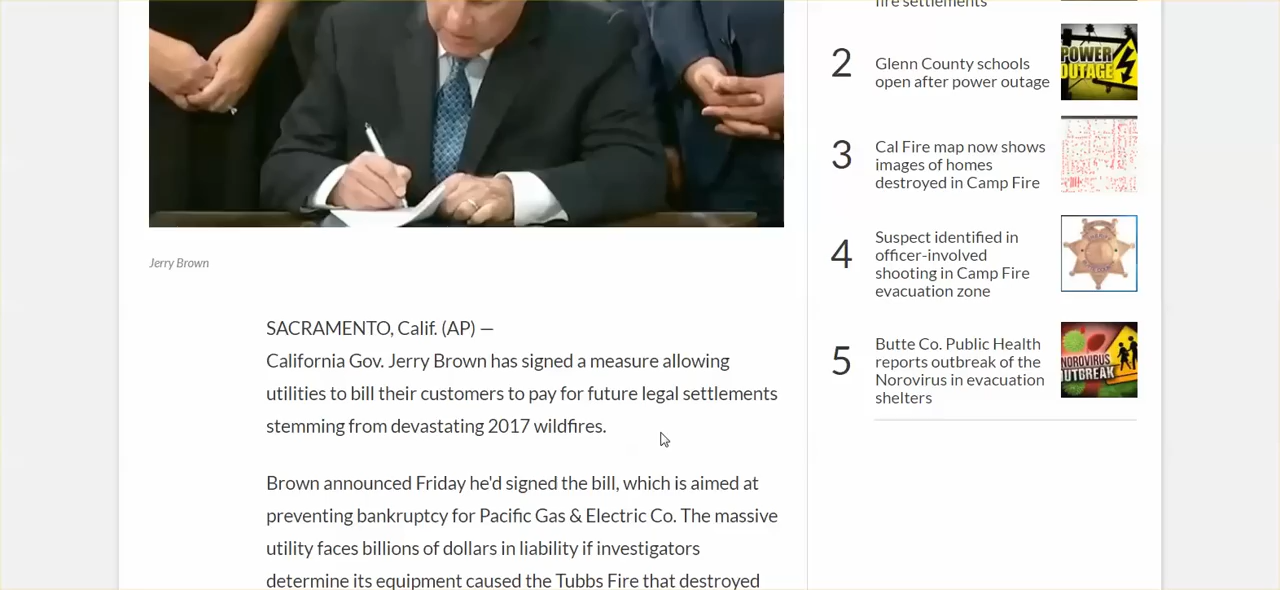 Jerry Brown
SACRAMENTO, Calif. (AP) —
California Gov. Jerry Brown has signed a measure allowing
utilities to bill their customers to pay for future legal settlements
stemming from devastating 2017 wildfires.
Brown announced Friday he'd signed the bill, which is aimed at
preventing bankruptcy for Pacific Gas & Electric Co. The massive
utility faces billions of dollars in liability if investigators
determine its equipment caused the Tubbs Fire that destroyed
fire settlements
2
Glenn County schools
open after power outage
POWER
OUTAGE
3
Cal Fire map now shows
images of homes
destroyed in Camp Fire
4
Suspect identified in
officer-involved
shooting in Camp Fire
evacuation zone
5
Butte Co. Public Health
reports outbreak of the
Norovirus in evacuation
shelters
NOROVIRUS
OUTBREAK